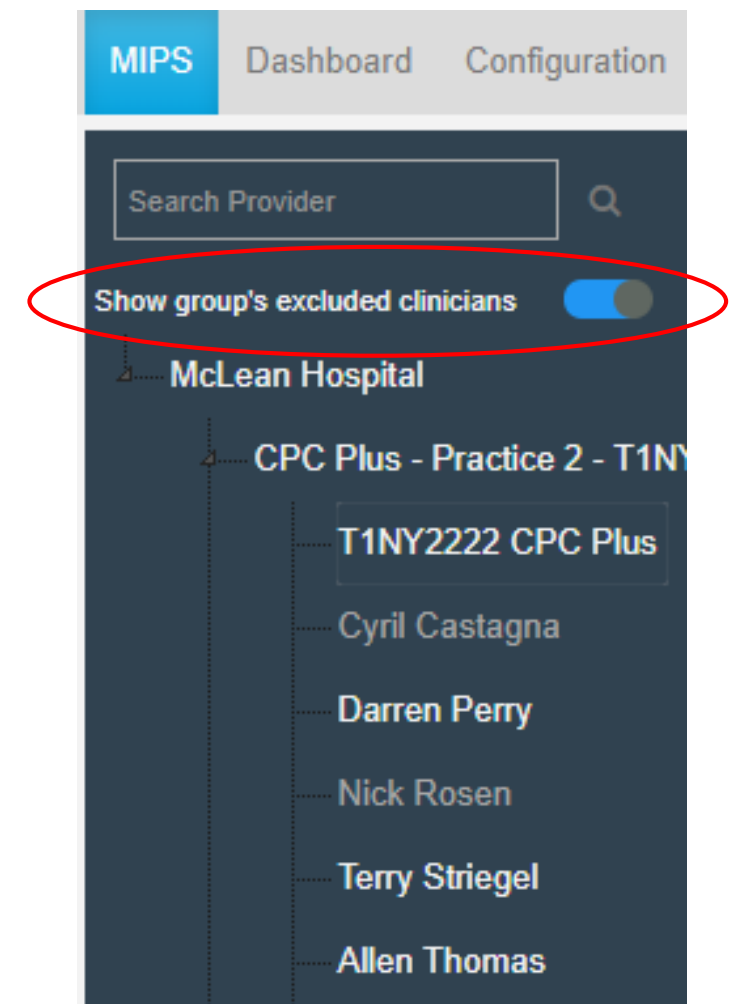 MIPS Dashboard Configuration
Search Provider
Show group's excluded clinicians
McLean Hospital
CPC Plus - Practice 2 - T1NY
T1NY2222 CPC Plus
Cyril Castagna
Darren Perry
Nick Rosen
Terry Striegel
Allen Thomas